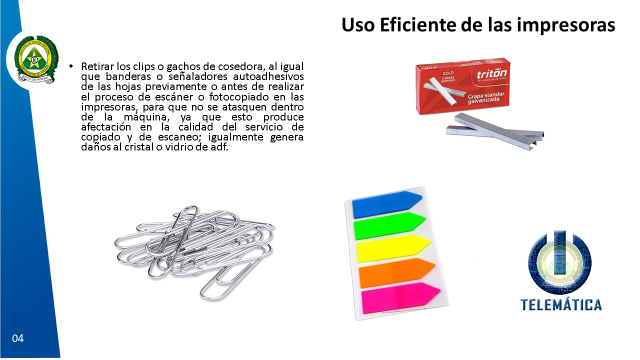 Uso Eficiente de las impresoras
• Retirar los clips o gachos de cosedora, al igual
que banderas o señaladores autoadhesivos
de las hojas previamente o antes de realizar
el proceso de escáner o fotocopiado en las
impresoras, para que no se atasquen dentro
de la máquina, ya que esto produce
afectación en la calidad del servicio de
copiado y de escaneo; igualmente genera
daños al cristal o vidrio de adf.
triton
Grapa standar
galvanizada
TELEMÁTICA
04